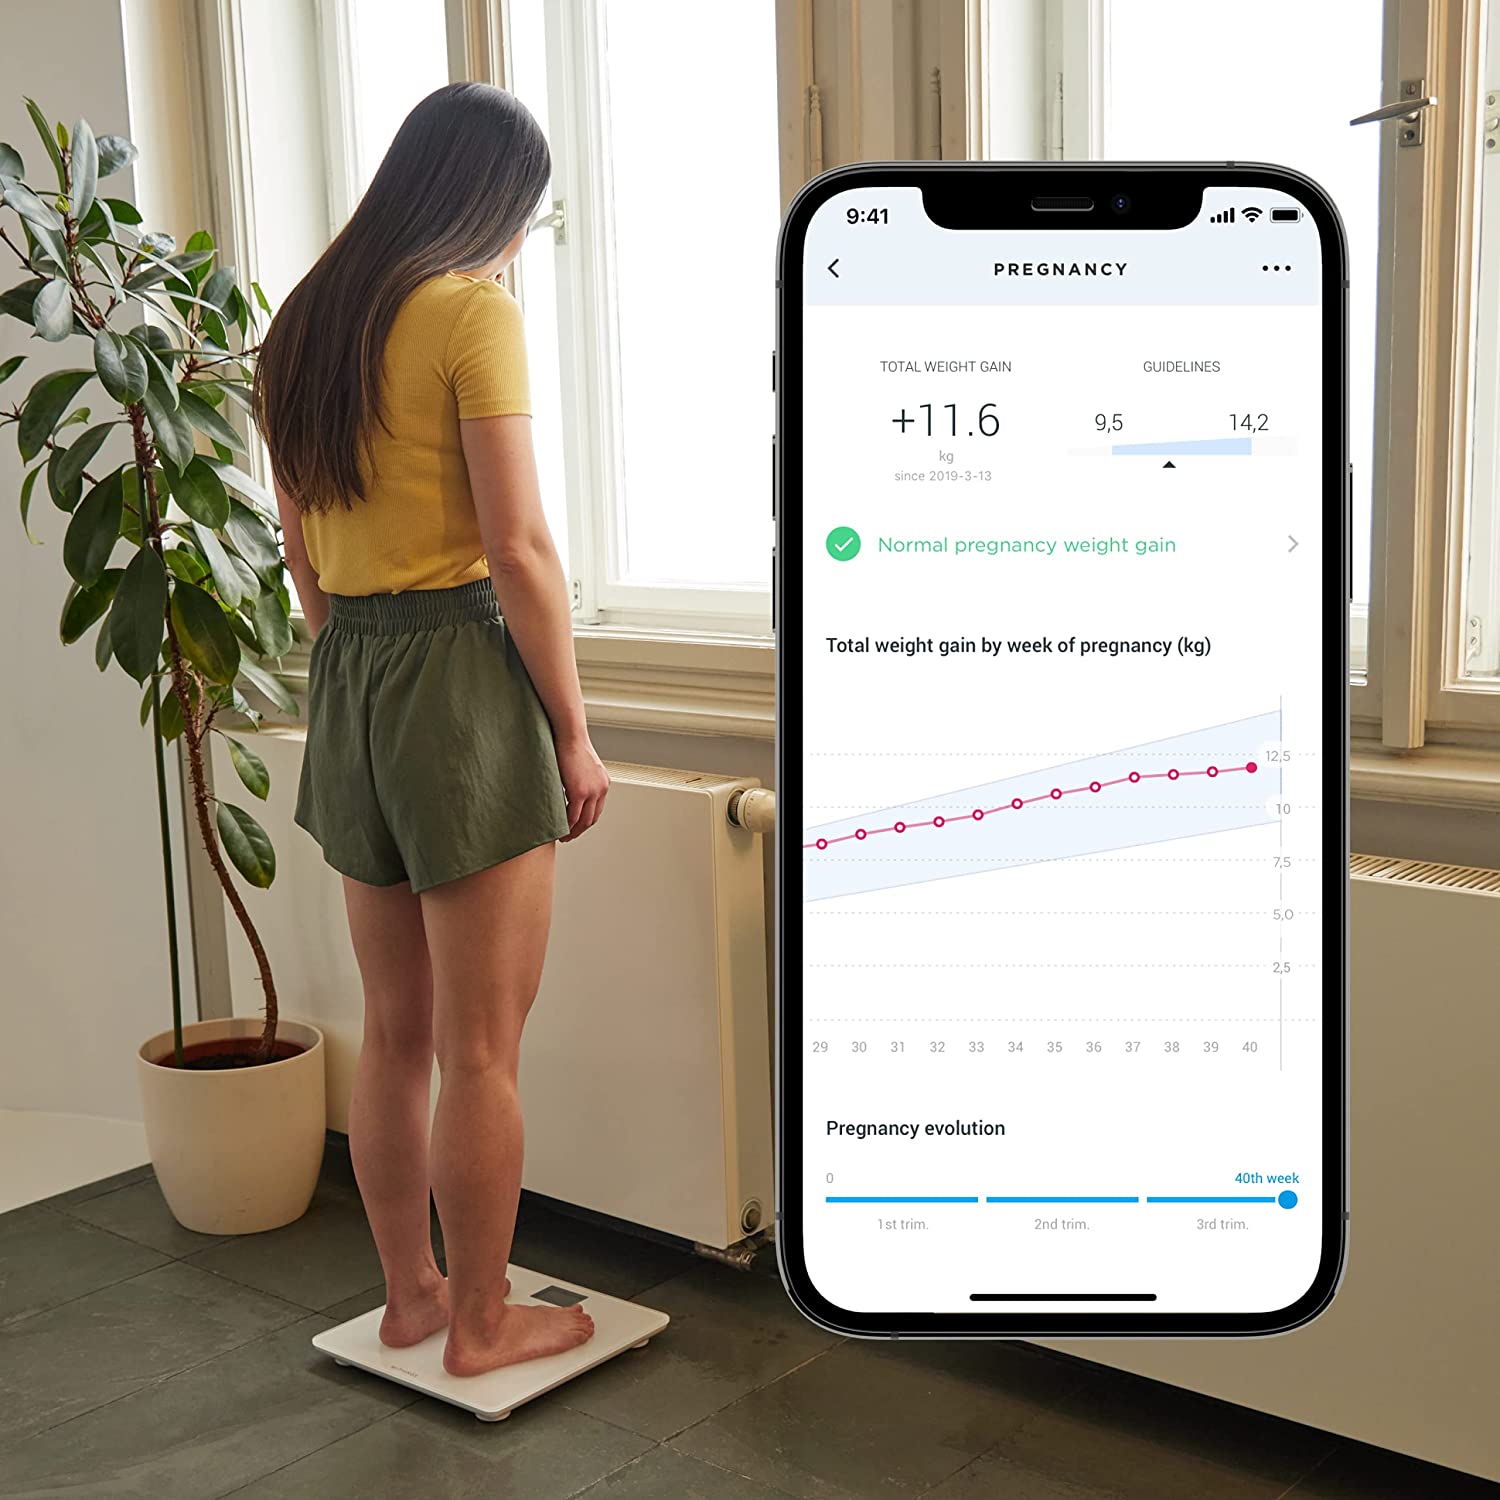 9:41
PREGNANCY
TOTAL WEIGHT GAIN
GUIDELINES
+11.6
kg
since 2019-3-13
9,5
14,2
Normal pregnancy weight gain
Total weight gain by week of pregnancy (kg)
12,5
10
7,5
5,0
2,5
29 30 31 32 33 34 35 36 37 38 39 40
Pregnancy evolution
0
40th week
1st trim.
2nd trim.
3rd trim.